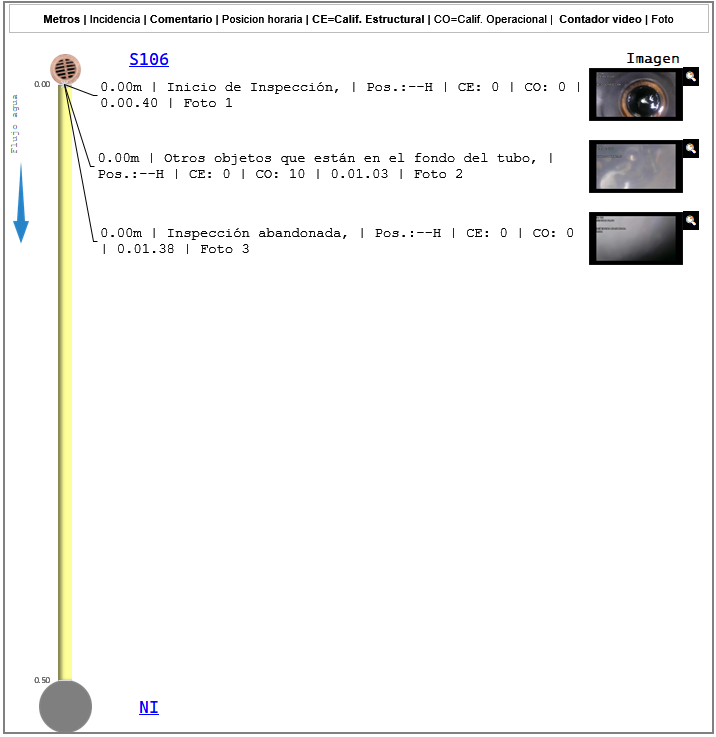 Metros | Incidencia | Comentario | Posicion horaria | CE=Calif. Estructural | CO=Calif. Operacional | Contador video | Foto
S106
Imagen
0.00
0.00m | Inicio de Inspección, | Pos.:--H | CE: 0 | CO: 0 |
0.00.40 | Foto 1
Flujo agua
0.00m | Otros objetos que están en el fondo del tubo, |
Pos.:--H | CE: 0 | CO: 10 | 0.01.03 | Foto 2
0.00m | Inspección abandonada, | Pos.:--H | CE: 0 | CO: 0
| 0.01.38 | Foto 3
0.50
NI